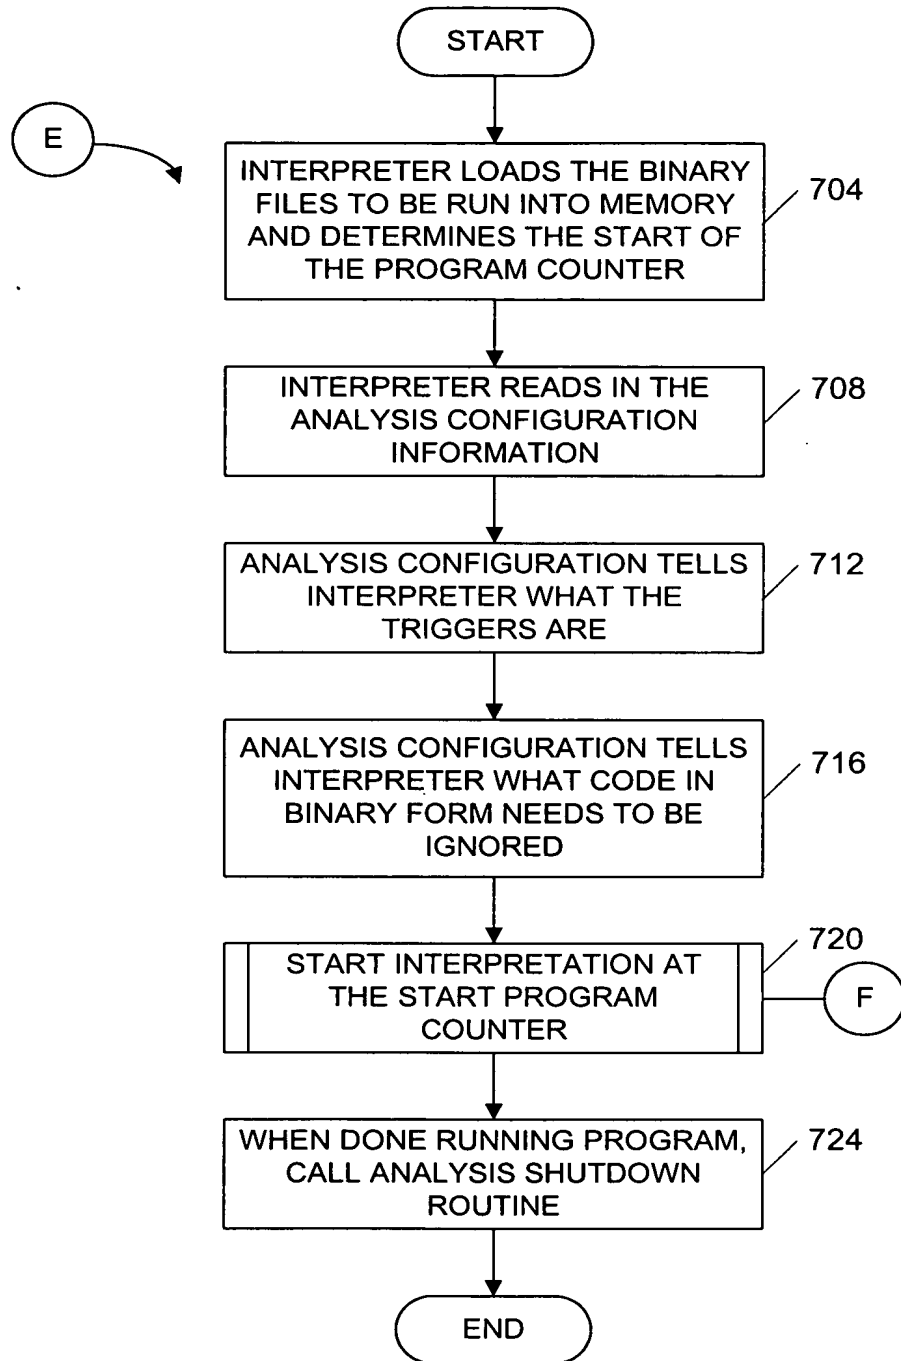 START
E
INTERPRETER LOADS THE BINARY
FILES TO BE RUN INTO MEMORY
AND DETERMINES THE START OF
THE PROGRAM COUNTER
704
INTERPRETER READS IN THE
ANALYSIS CONFIGURATION
INFORMATION
708
ANALYSIS CONFIGURATION TELLS
INTERPRETER WHAT THE
TRIGGERS ARE
712
ANALYSIS CONFIGURATION TELLS
INTERPRETER WHAT CODE IN
BINARY FORM NEEDS TO BE
IGNORED
716
START INTERPRETATION AT
THE START PROGRAM
COUNTER
720
F
WHEN DONE RUNNING PROGRAM,
CALL ANALYSIS SHUTDOWN
ROUTINE
724
END